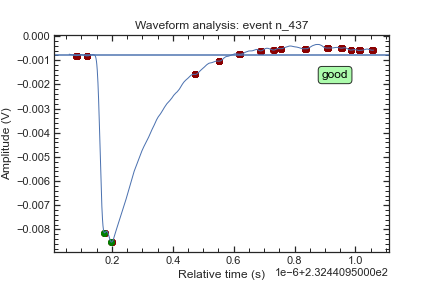 Waveform analysis: event n_437
0.000
−0.001
−0.002
−0.003
−0.004
−0.005
−0.006
−0.007
−0.008
Amplitude (V)
good
0.2
0.4
0.6
0.8
1.0
1e−6+2.3244095000e2
Relative time (s)